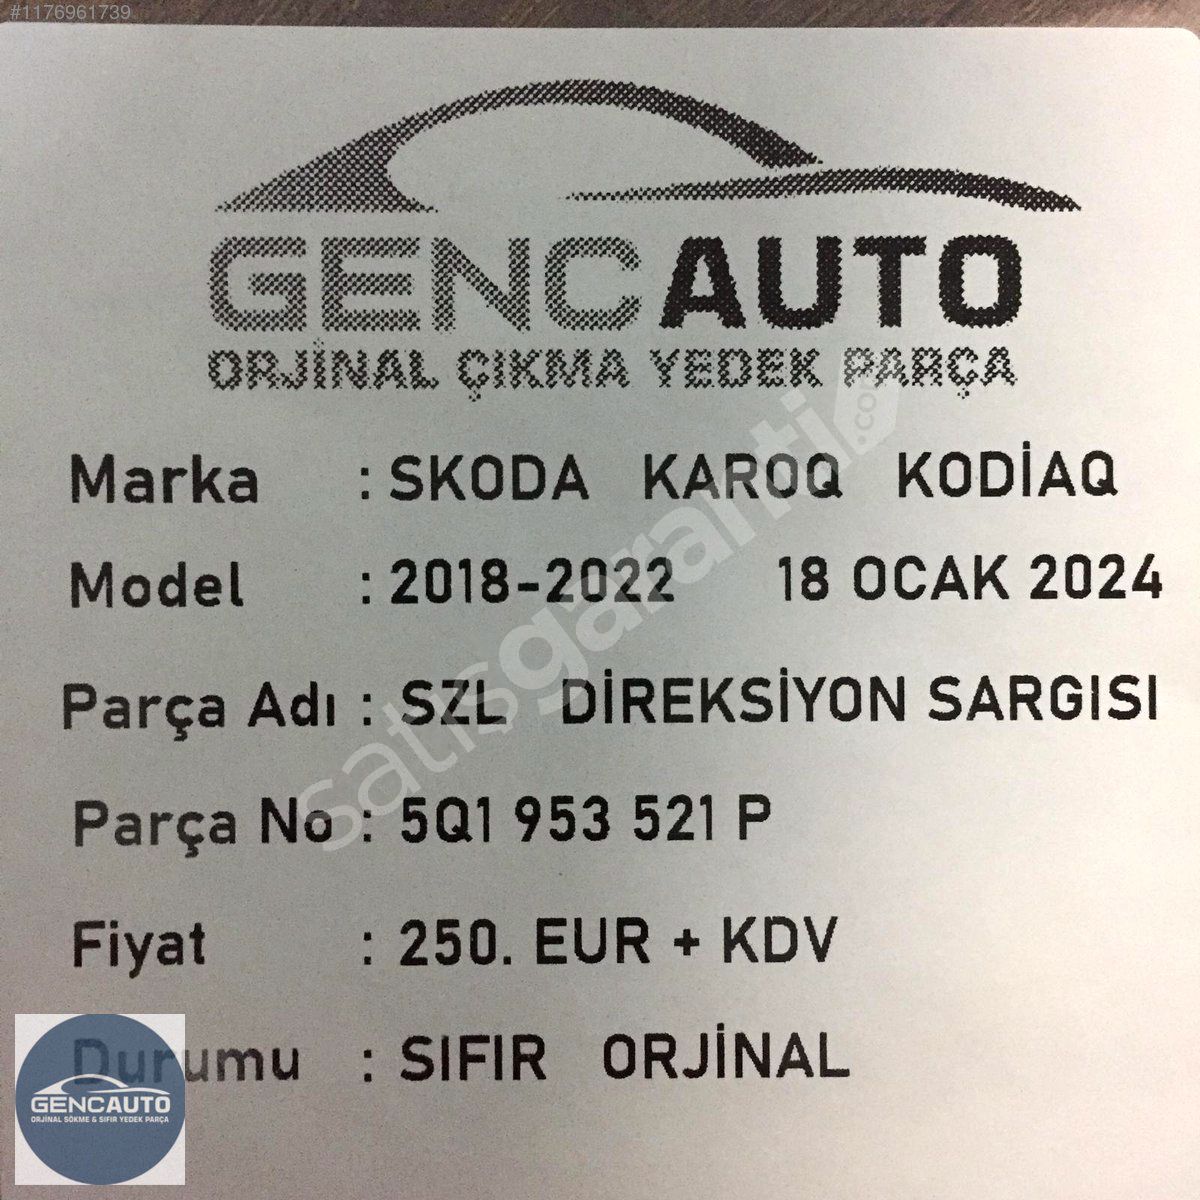 #1176961739
GENCAUTO
ORJİNAL ÇIKMA YEDEK PARÇA
Marka : SKODA KAROQ KODİAQ
Model : 2018-2022 18 OCAK 2024
Parça Adı : SZL DİREKSİYON SARGISI
Parça No : 5Q1 953 521 P
Fiyat : 250. EUR + KDV
Durumu : SIFIR ORJİNAL
satışgaranti.com
GENCAUTO
ORJİNAL SÖKME & SIFIR YEDEK PARÇA